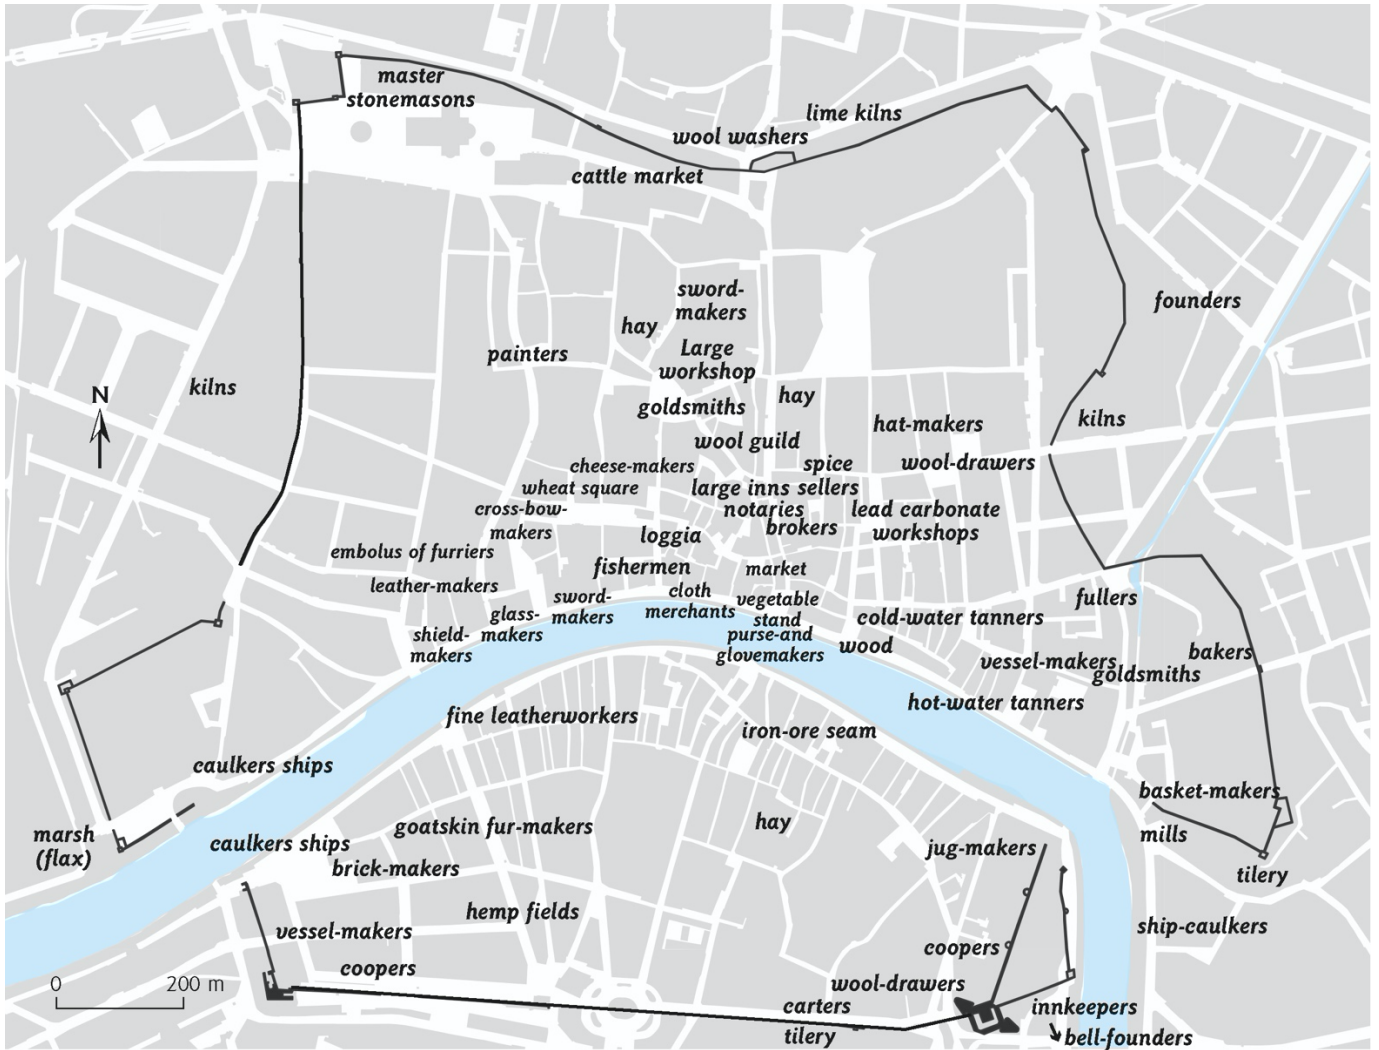 master
stonemasons
lime kilns
wool washers
cattle market
sword-
makers
founders
hay
painters
Large
workshop
kilns
N
hay
goldsmiths
kilns
hat-makers
wool guild
cheese-makers
spice
wool-drawers
wheat square
large inns sellers
cross-bow-
makers
notaries
brokers
lead carbonate
workshops
loggia
embolus of furriers
fishermen
market
leather-makers
sword-
makers
cloth
merchants
vegetable
stand
fullers
glass-
makers
cold-water tanners
shield-
makers
purse-and
glovemakers
wood
bakers
vessel-makers
goldsmiths
hot-water tanners
fine leatherworkers
iron-ore seam
caulkers ships
basket-makers
marsh
(flax)
goatskin fur-makers
hay
mills
caulkers ships
jug-makers
brick-makers
tilery
hemp fields
ship-caulkers
vessel-makers
coopers
coopers
0 200 m
wool-drawers
carters
innkeepers
tilery
bell-founders